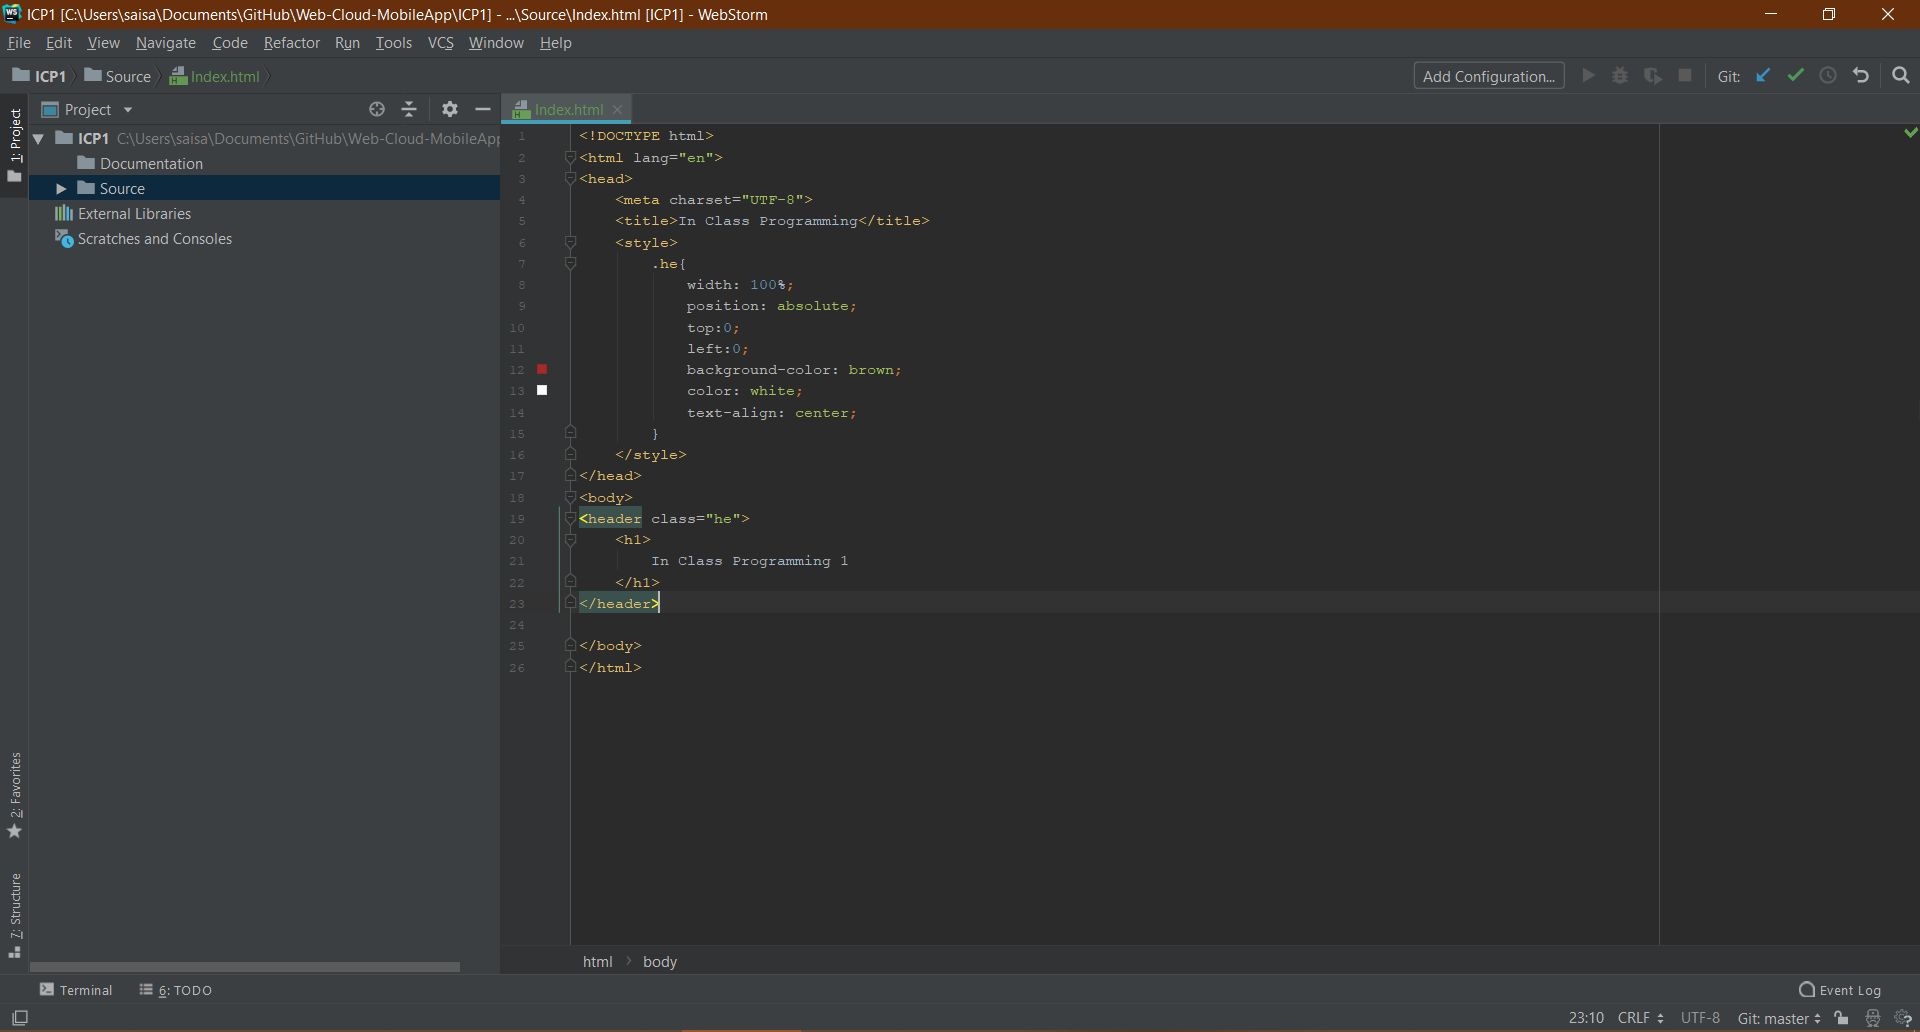 WS ICP1 [C:\Users\saisa\Documents\GitHub\Web-Cloud-MobileApp\ICP1] - ...\Source\Index.html [ICP1] - WebStorm
File Edit View Navigate Code Refactor Run Tools VCS Window Help
ICP1 Source Index.html Add Configuration... Git:
1: Project
Project
ICP1 C:\Users\saisa\Documents\GitHub\Web-Cloud-MobileApp
Documentation
Source
External Libraries
Scratches and Consoles
2: Favorites
7: Structure
Index.html
1 <!DOCTYPE html>
2 <html lang="en">
3 <head>
4 <meta charset="UTF-8">
5 <title>In Class Programming</title>
6 <style>
7 .he{
8 width: 100%;
9 position: absolute;
10 top:0;
11 left:0;
12 background-color: brown;
13 color: white;
14 text-align: center;
15 }
16 </style>
17 </head>
18 <body>
19 <header class="he">
20 <h1>
21 In Class Programming 1
22 </h1>
23 </header>
24
25 </body>
26 </html>
html body
Terminal 6: TODO Event Log
23:10 CRLF UTF-8 Git: master